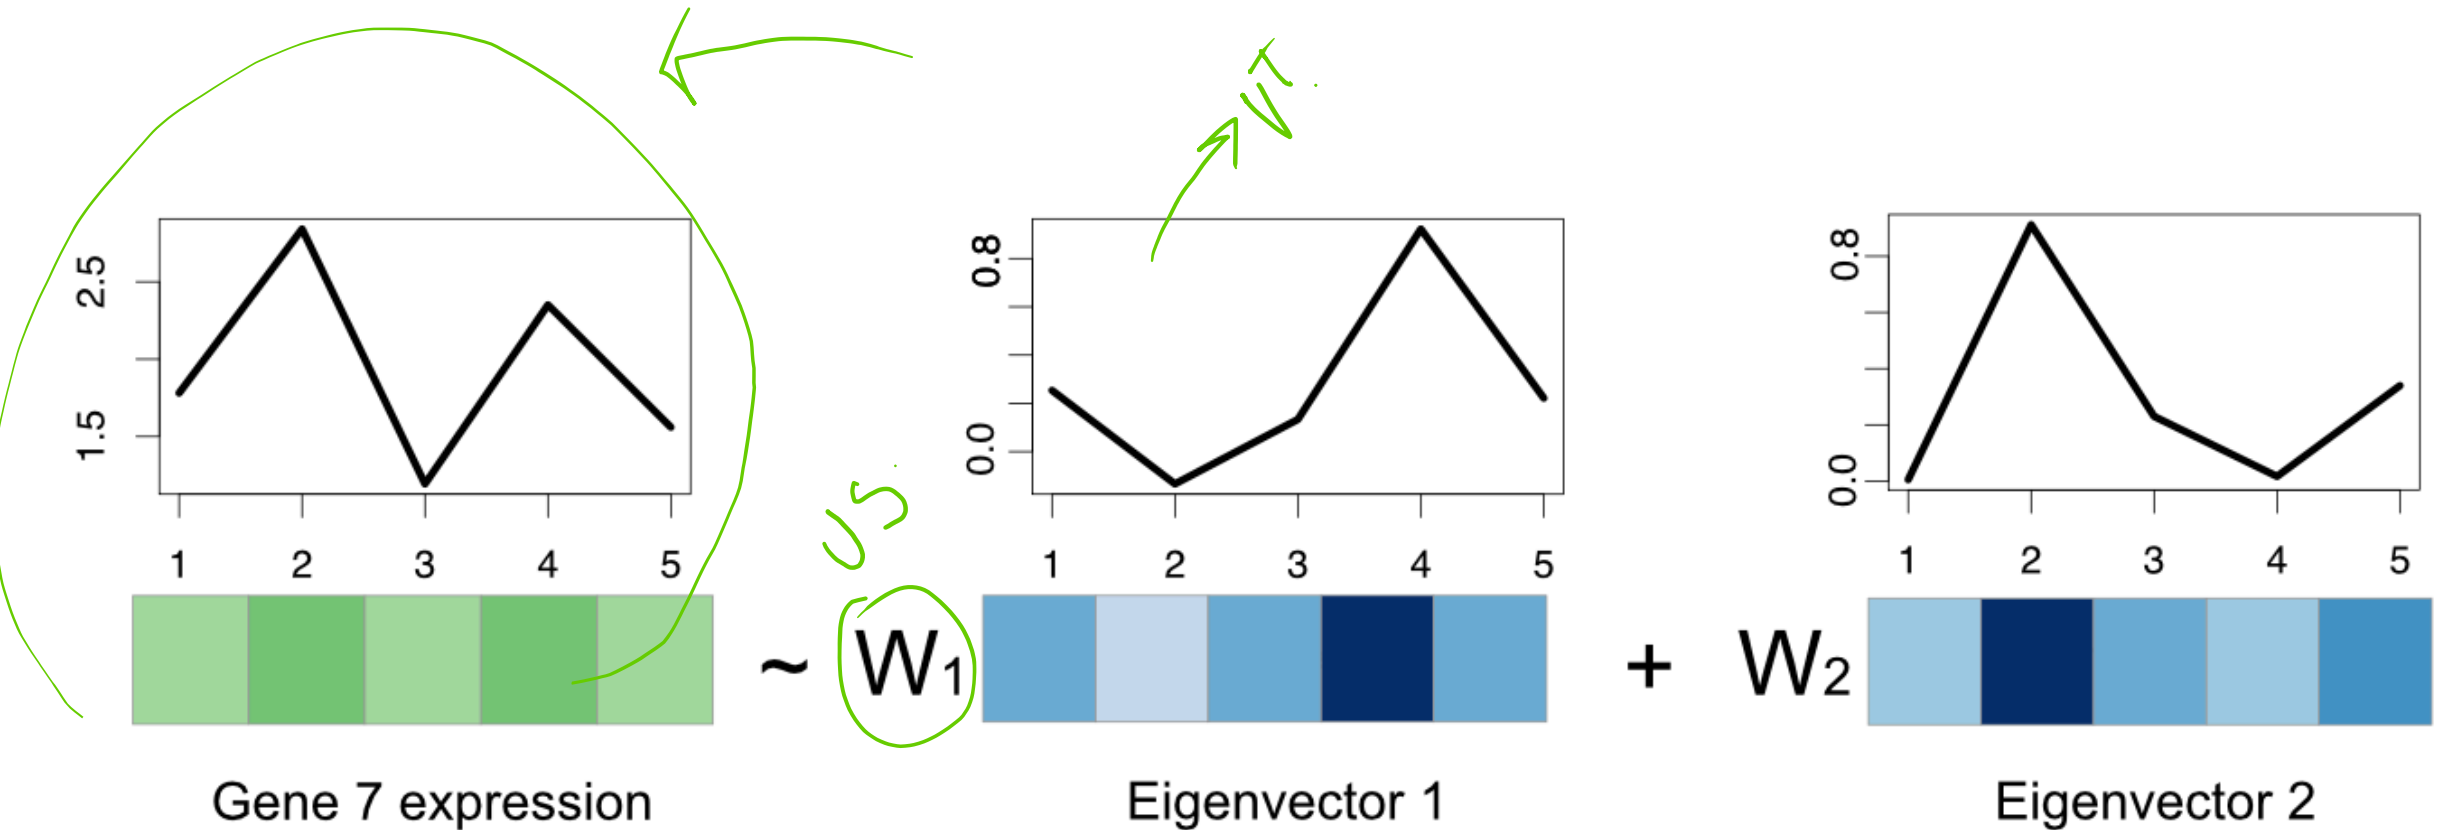 2.5
1.5
1 2 3 4 5
0.8
0.0
1 2 3 4 5
0.8
0.0
1 2 3 4 5
US
~ W1 + W2
Gene 7 expression
Eigenvector 1
Eigenvector 2